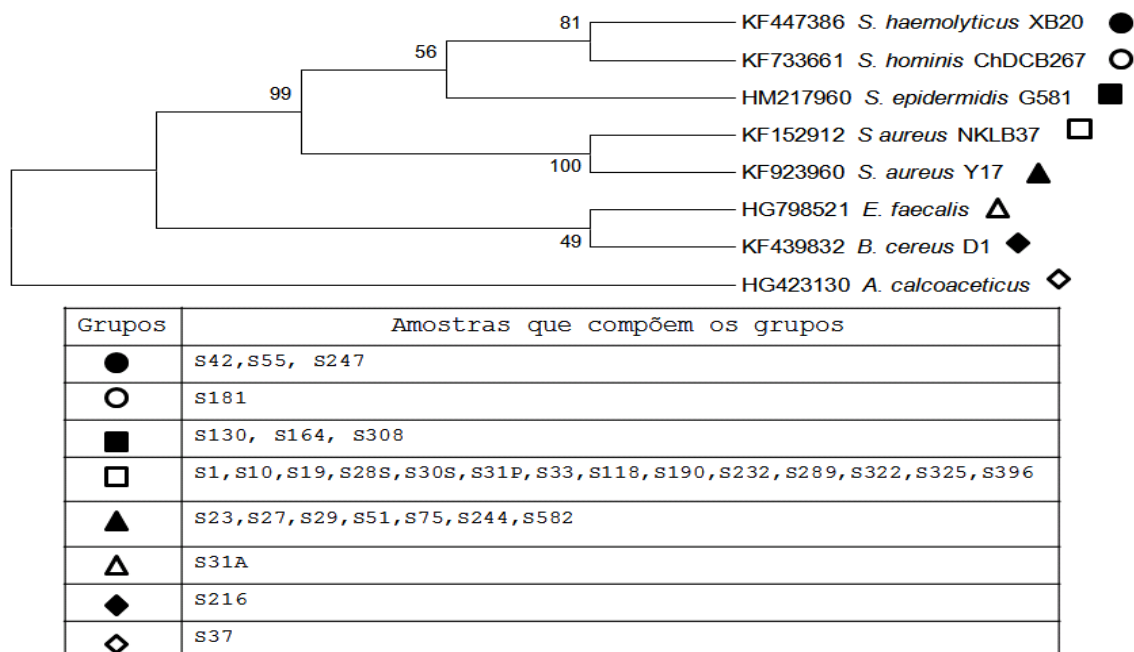 81
KF447386 S. haemolyticus XB20
56
KF733661 S. hominis ChDCB267
99
HM217960 S. epidermidis G581
KF152912 S aureus NKLB37
100
KF923960 S. aureus Y17
HG798521 E. faecalis
49
KF439832 B. cereus D1
HG423130 A. calcoaceticus
Grupos Amostras que compõem os grupos
S42,S55, S247
S181
S130, S164, S308
S1,S10,S19,S28S,S30S,S31P,S33,S118,S190,S232,S289,S322,S325,S396
S23,S27,S29,S51,S75,S244,S582
S31A
S216
S37